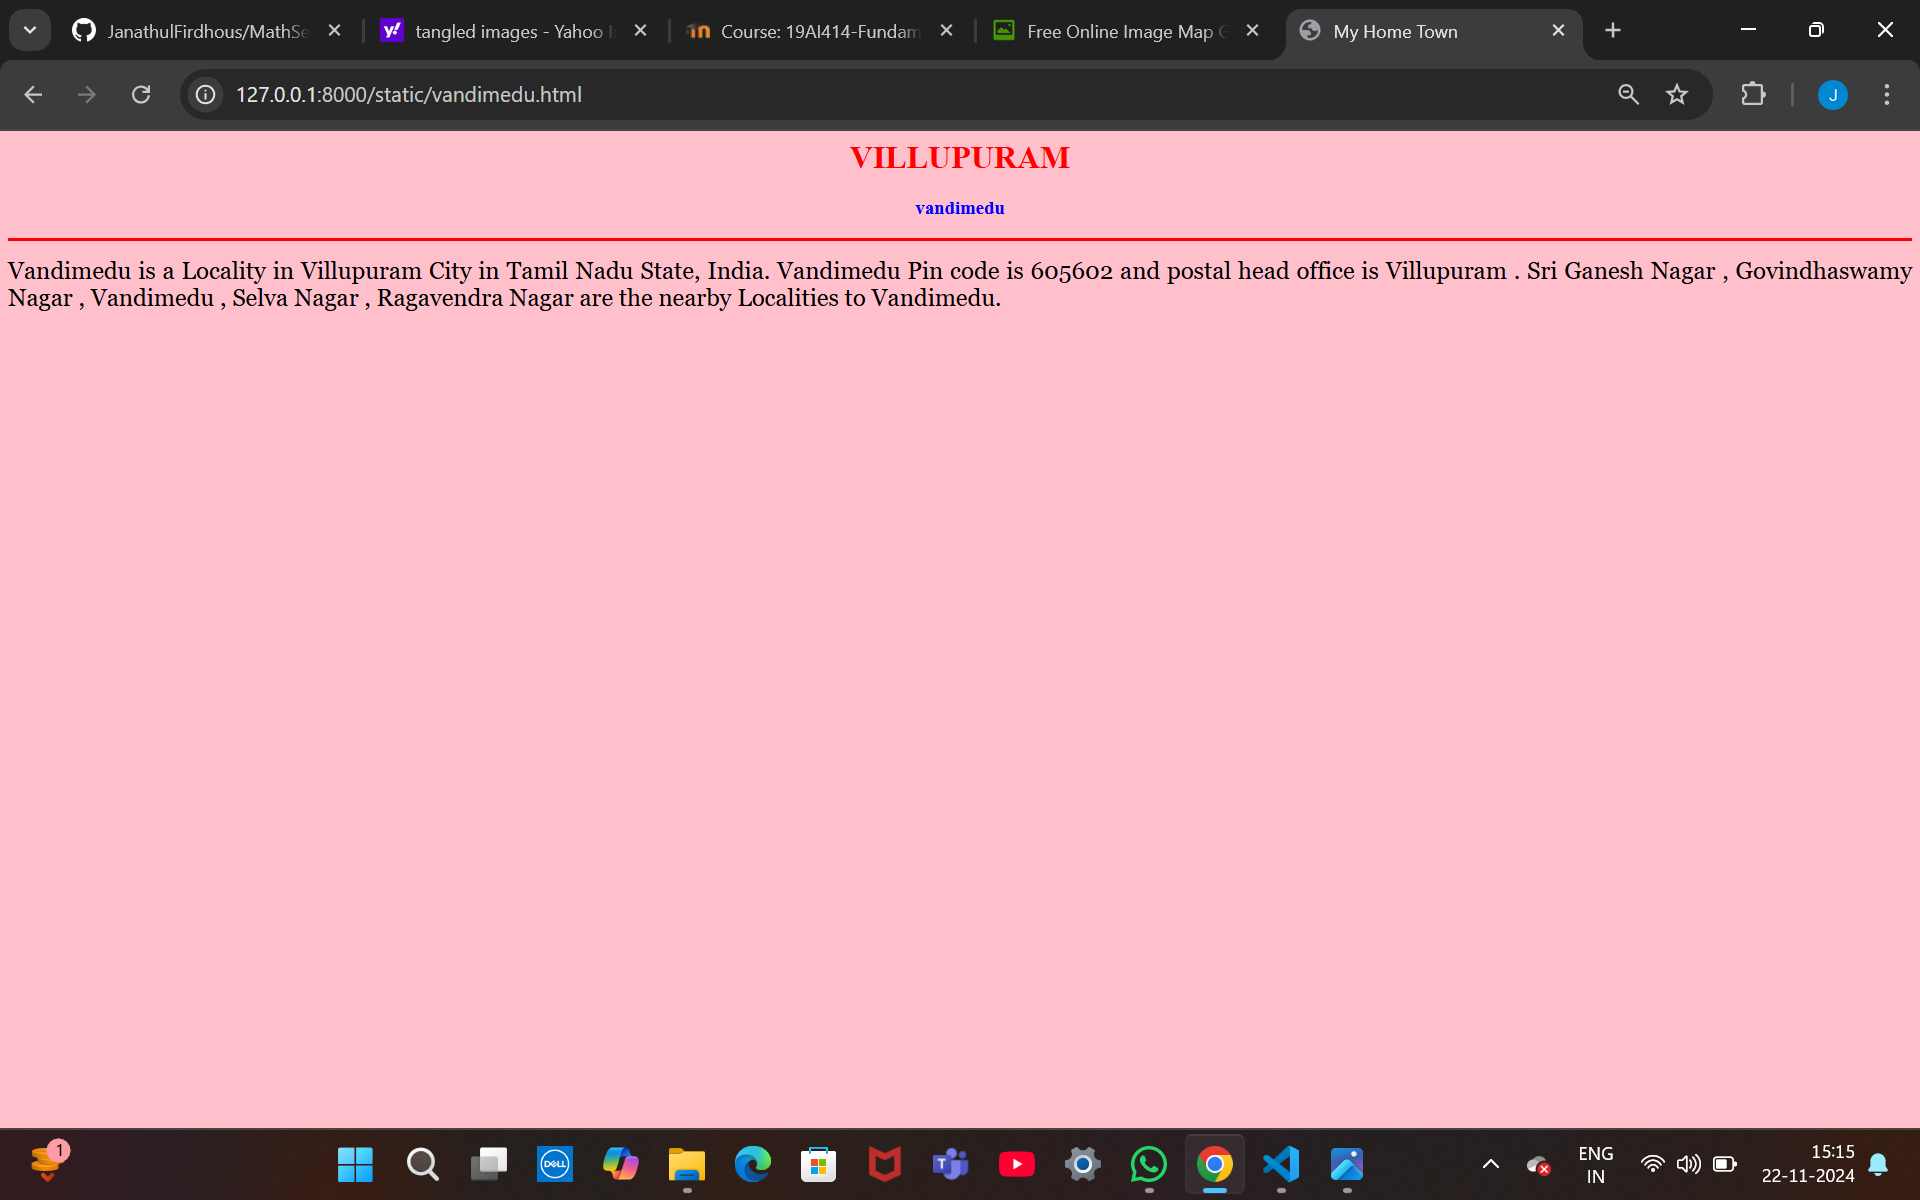 JanathulFirdhous/MathSe
tangled images - Yahoo
Course: 19AI414-Fundam
Free Online Image Map
My Home Town
127.0.0.1:8000/static/vandimedu.html
J
VILLUPURAM
vandimedu
Vandimedu is a Locality in Villupuram City in Tamil Nadu State, India. Vandimedu Pin code is 605602 and postal head office is Villupuram . Sri Ganesh Nagar , Govindhaswamy
Nagar , Vandimedu , Selva Nagar , Ragavendra Nagar are the nearby Localities to Vandimedu.
1
DELL
T
ENG
IN
15:15
22-11-2024